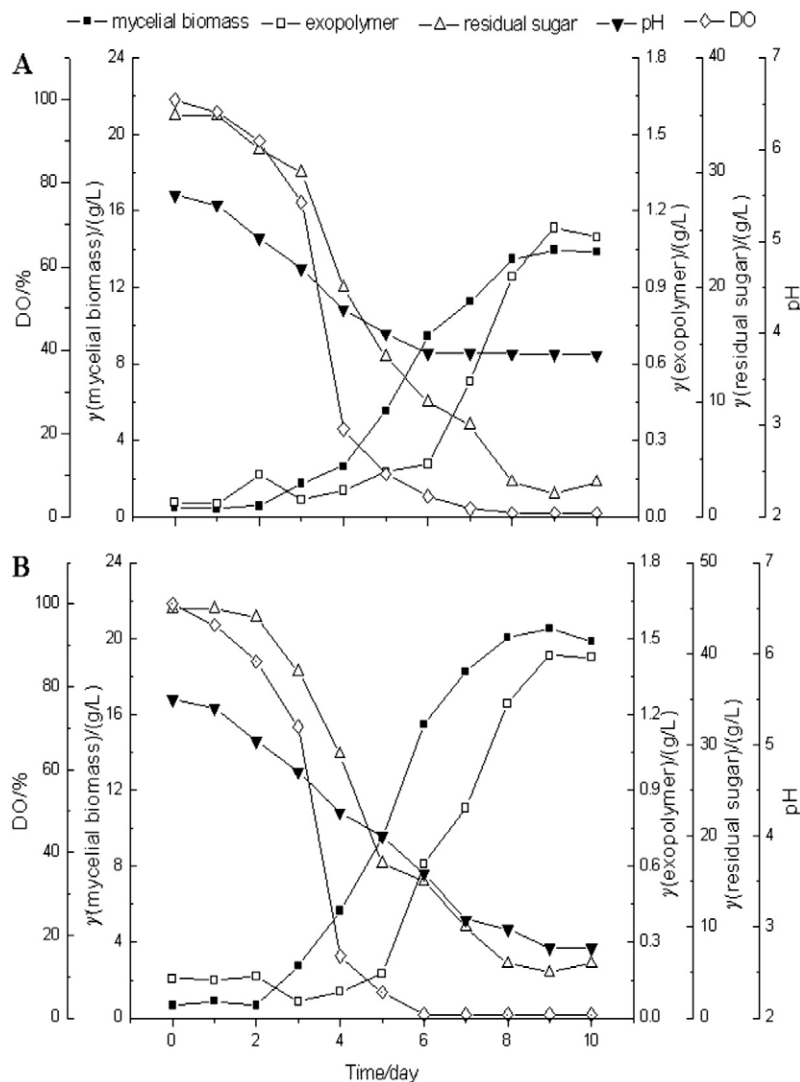 mycelial biomass exopolymer residual sugar pH DO
A
24 1.8 40 7
100
20 1.5
6
80 30
16 1.2
DO/%
γ(mycelial biomass)/(g/L)
γ(exopolymer)/(g/L)
γ(residual sugar)/(g/L)
pH
60
12 0.9 20
5
40
8 0.6
4
10
20
4 0.3
3
0 0 0.0 0 2
B
24 1.8 50 7
100
20 1.5
40
6
80
16 1.2
30
DO/%
γ(mycelial biomass)/(g/L)
γ(exopolymer)/(g/L)
γ(residual sugar)/(g/L)
pH
60
12 0.9
5
40
8 0.6
20
4
20
4 0.3
10
3
0 0 0.0 0 2
0 2 4 6 8 10
Time/day